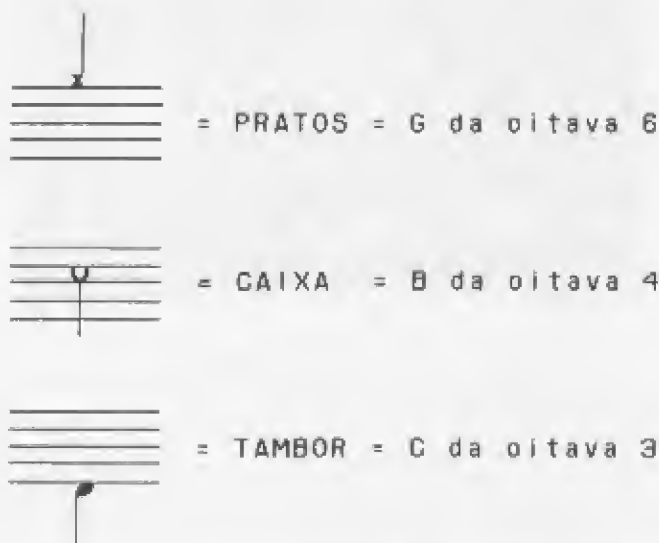 = PRATOS = G da oitava 6
= CAIXA = B da oitava 4
= TAMBOR = C da oitava 3